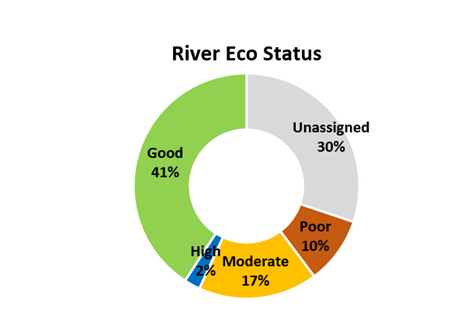 River Eco Status
Unassigned
30%
Poor
10%
Moderate
17%
High
2%
Good
41%